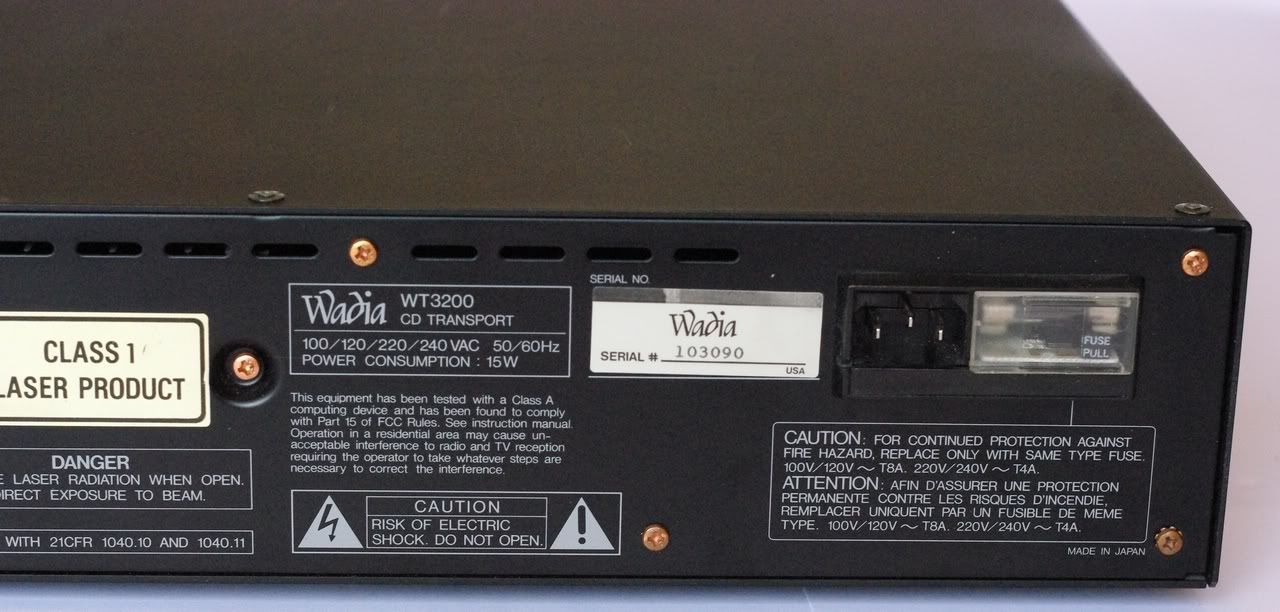 CLASS 1
LASER PRODUCT
DANGER
LASER RADIATION WHEN OPEN.
DIRECT EXPOSURE TO BEAM.
WITH 21CFR 1040.10 AND 1040.11
Wadia WT3200
CD TRANSPORT
100/120/220/240 VAC 50/60Hz
POWER CONSUMPTION : 15W
This equipment has been tested with a Class A
computing device and has been found to comply
with Part 15 of FCC Rules. See instruction manual.
Operation in a residential area may cause un-
acceptable interference to radio and TV reception
requiring the operator to take whatever steps are
necessary to correct the interference.
CAUTION
RISK OF ELECTRIC
SHOCK. DO NOT OPEN.
SERIAL NO.
Wadia
SERIAL # 103090
USA
FUSE
PULL
CAUTION: FOR CONTINUED PROTECTION AGAINST
FIRE HAZARD, REPLACE ONLY WITH SAME TYPE FUSE.
100V/120V ～ T8A. 220V/240V ～ T4A.
ATTENTION: AFIN D'ASSURER UNE PROTECTION
PERMANENTE CONTRE LES RISQUES D'INCENDIE,
REMPLACER UNIQUENT PAR UN FUSIBLE DE MEME
TYPE. 100V/120V ～ T8A. 220V/240V ～ T4A.
MADE IN JAPAN